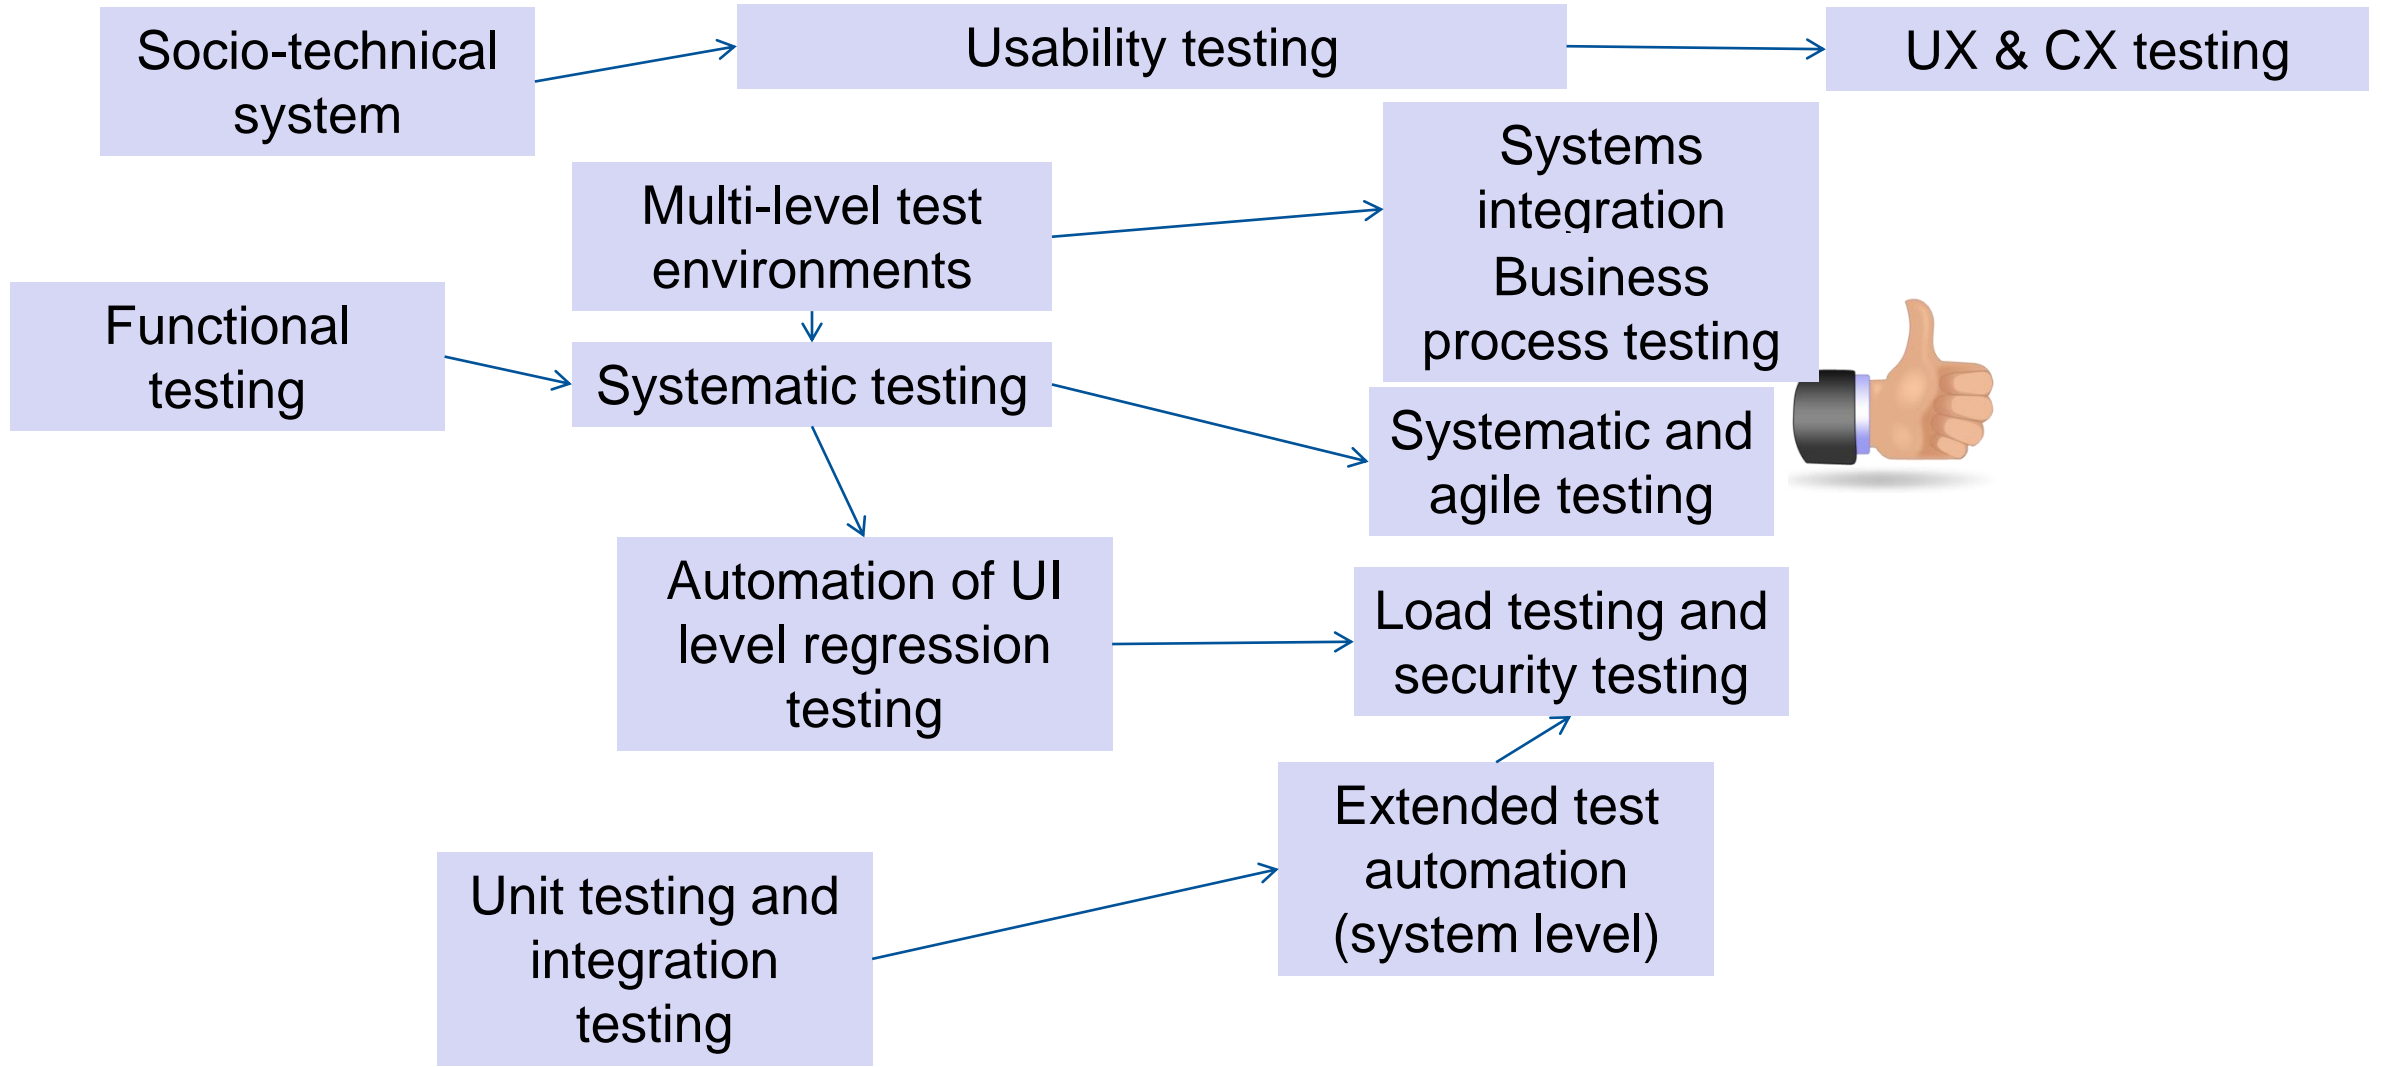 Socio-technical
system
Usability testing
UX & CX testing
Multi-level test
environments
Systems
integration
Business
process testing
Functional
testing
Systematic testing
Systematic and
agile testing
Automation of UI
level regression
testing
Load testing and
security testing
Extended test
automation
(system level)
Unit testing and
integration
testing